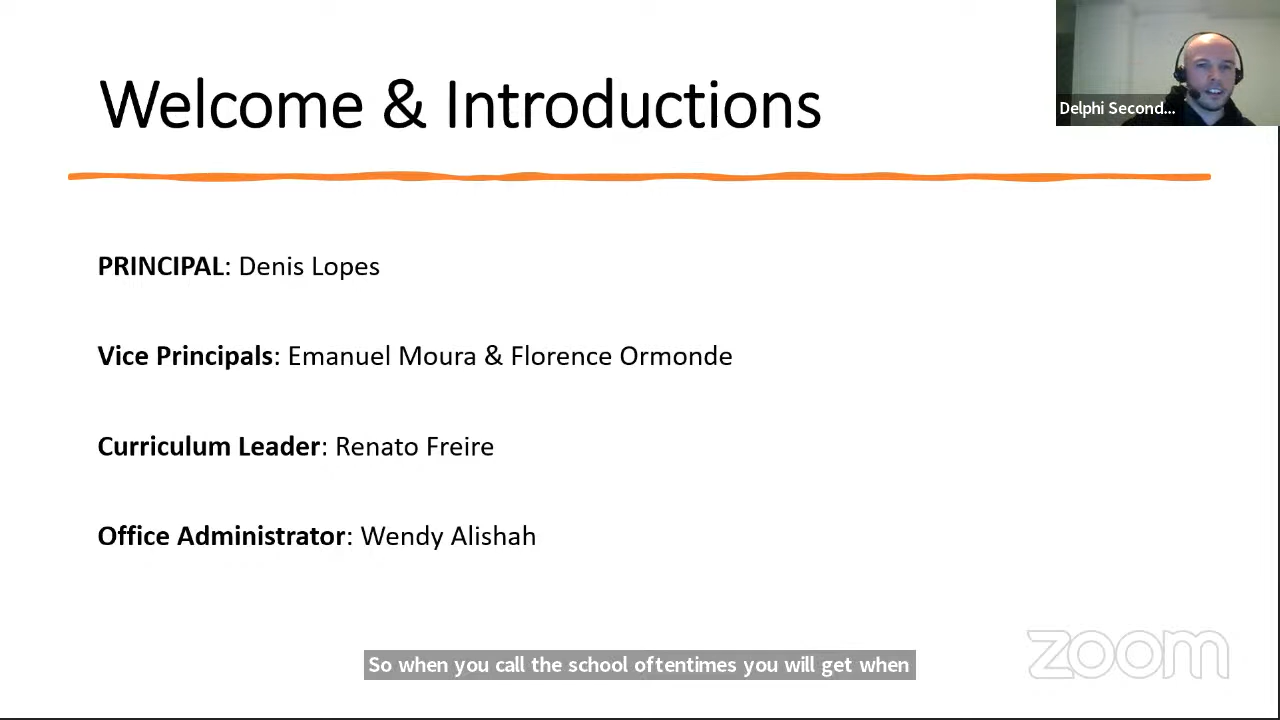 Welcome & Introductions
Delphi Second...
PRINCIPAL: Denis Lopes
Vice Principals: Emanuel Moura & Florence Ormonde
Curriculum Leader: Renato Freire
Office Administrator: Wendy Alishah
So when you call the school oftentimes you will get when
zoom